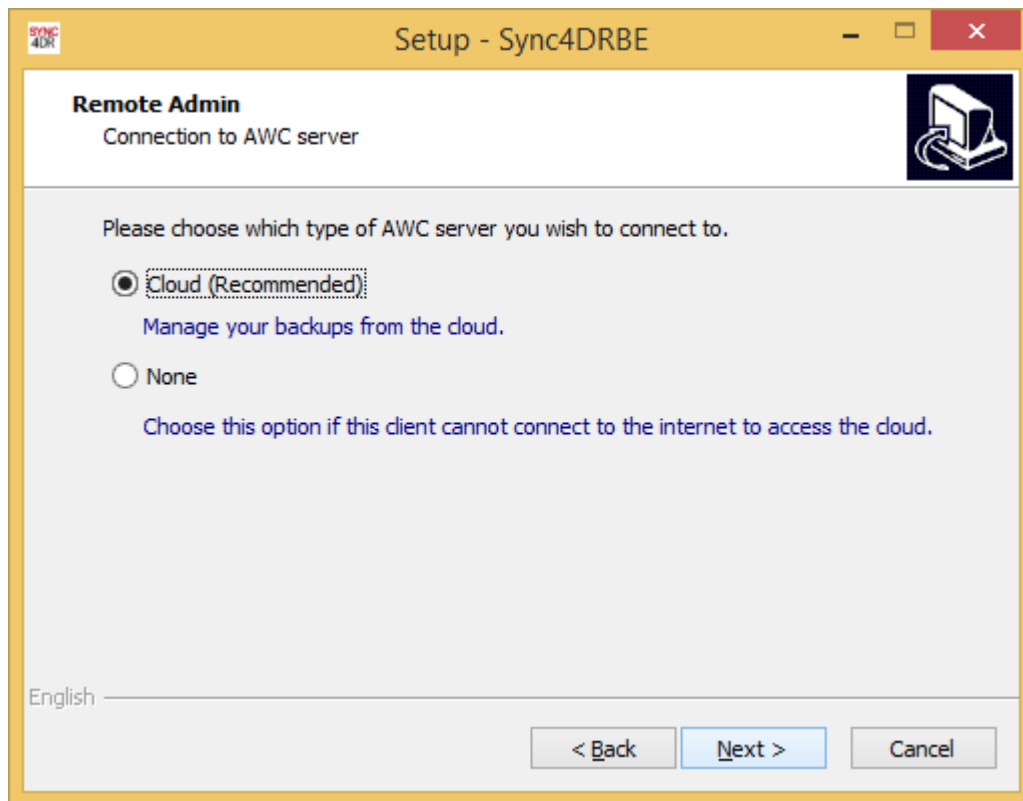 SYNC
4DR
Setup - Sync4DRBE
Remote Admin
Connection to AWC server
Please choose which type of AWC server you wish to connect to.
Cloud (Recommended)
Manage your backups from the cloud.
None
Choose this option if this client cannot connect to the internet to access the cloud.
English
< Back
Next >
Cancel